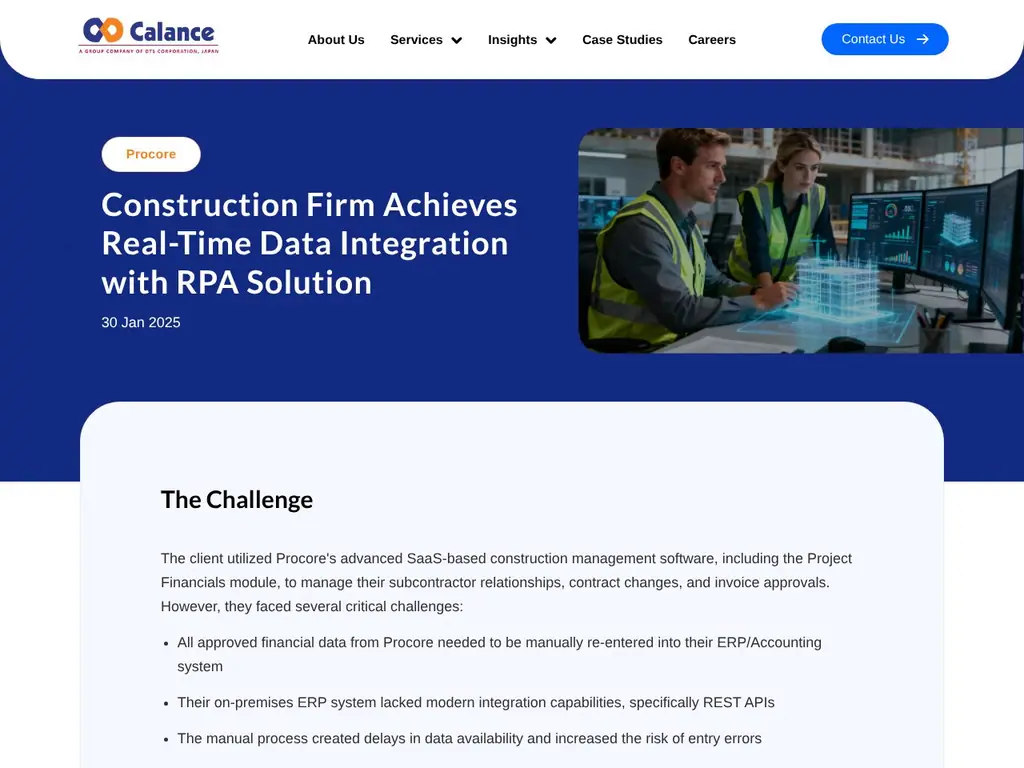 Calance
A GROUP COMPANY OF DTS CORPORATION, JAPAN
About Us
Services
Insights
Case Studies
Careers
Contact Us
Procore
Construction Firm Achieves
Real-Time Data Integration
with RPA Solution
30 Jan 2025
The Challenge
The client utilized Procore's advanced SaaS-based construction management software, including the Project
Financials module, to manage their subcontractor relationships, contract changes, and invoice approvals.
However, they faced several critical challenges:
• All approved financial data from Procore needed to be manually re-entered into their ERP/Accounting
system
• Their on-premises ERP system lacked modern integration capabilities, specifically REST APIs
• The manual process created delays in data availability and increased the risk of entry errors